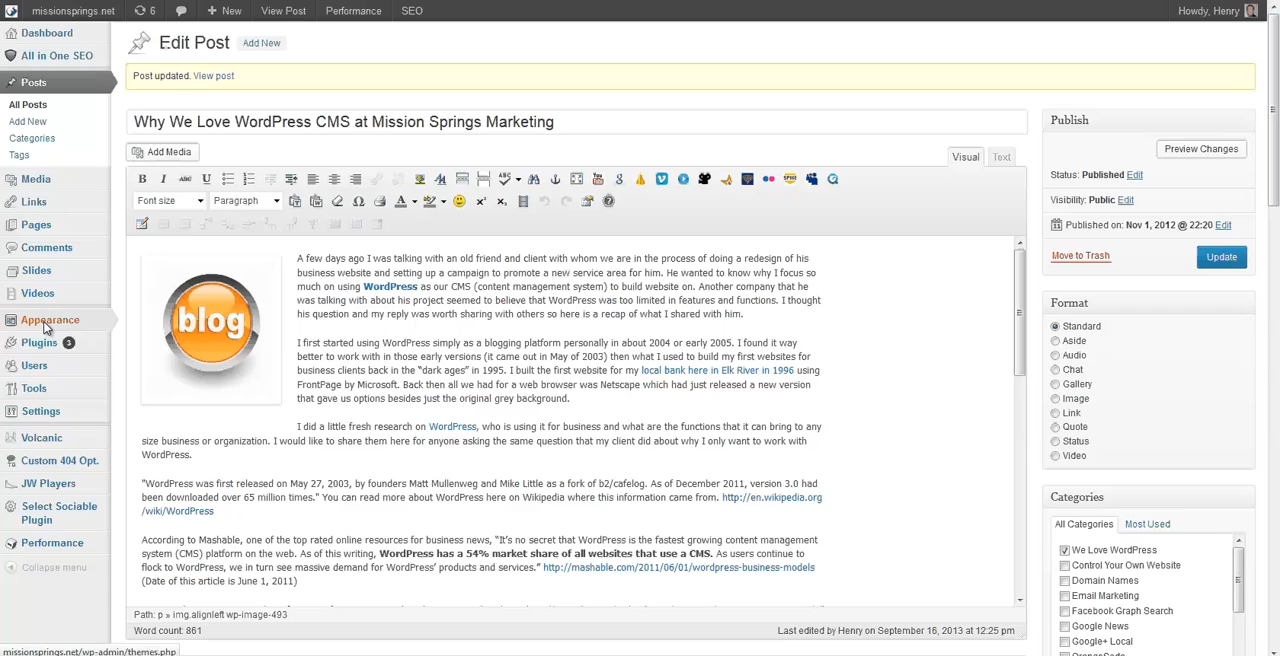 missionsprings.net 6 New View Post Performance SEO Howdy, Henry
Dashboard
All in One SEO
Posts
All Posts
Add New
Categories
Tags
Media
Links
Pages
Comments
Slides
Videos
Appearance
Plugins 3
Users
Tools
Settings
Volcanic
Custom 404 Opt.
JW Players
Select Sociable
Plugin
Performance
Collapse menu
Edit Post Add New
Post updated. View post
Why We Love WordPress CMS at Mission Springs Marketing
Add Media
Visual Text
B I ABC U
Font size Paragraph
blog
A few days ago I was talking with an old friend and client with whom we are in the process of doing a redesign of his
business website and setting up a campaign to promote a new service area for him. He wanted to know why I focus so
much on using WordPress as our CMS (content management system) to build website on. Another company that he
was talking with about his project seemed to believe that WordPress was too limited in features and functions. I thought
his question and my reply was worth sharing with others so here is a recap of what I shared with him.
I first started using WordPress simply as a blogging platform personally in about 2004 or early 2005. I found it way
better to work with in those early versions (it came out in May of 2003) then what I used to build my first websites for
business clients back in the “dark ages” in 1995. I built the first website for my local bank here in Elk River in 1996 using
FrontPage by Microsoft. Back then all we had for a web browser was Netscape which had just released a new version
that gave us options besides just the original grey background.
I did a little fresh research on WordPress, who is using it for business and what are the functions that it can bring to any
size business or organization. I would like to share them here for anyone asking the same question that my client did about why I only want to work with
WordPress.
"WordPress was first released on May 27, 2003, by founders Matt Mullenweg and Mike Little as a fork of b2/cafelog. As of December 2011, version 3.0 had
been downloaded over 65 million times." You can read more about WordPress here on Wikipedia where this information came from. http://en.wikipedia.org
/wiki/WordPress
According to Mashable, one of the top rated online resources for business news, “It’s no secret that WordPress is the fastest growing content management
system (CMS) platform on the web. As of this writing, WordPress has a 54% market share of all websites that use a CMS. As users continue to
flock to WordPress, we in turn see massive demand for WordPress’ products and services.” http://mashable.com/2011/06/01/wordpress-business-models
(Date of this article is June 1, 2011)
Path: p » img.alignleft wp-image-493
Word count: 861 Last edited by Henry on September 16, 2013 at 12:25 pm
Publish
Preview Changes
Status: Published Edit
Visibility: Public Edit
Published on: Nov 1, 2012 @ 22:20 Edit
Move to Trash Update
Format
Standard
Aside
Audio
Chat
Gallery
Image
Link
Quote
Status
Video
Categories
All Categories Most Used
We Love WordPress
Control Your Own Website
Domain Names
Email Marketing
Facebook Graph Search
Google News
Google+ Local
missionsprings.net/wp-admin/themes.php